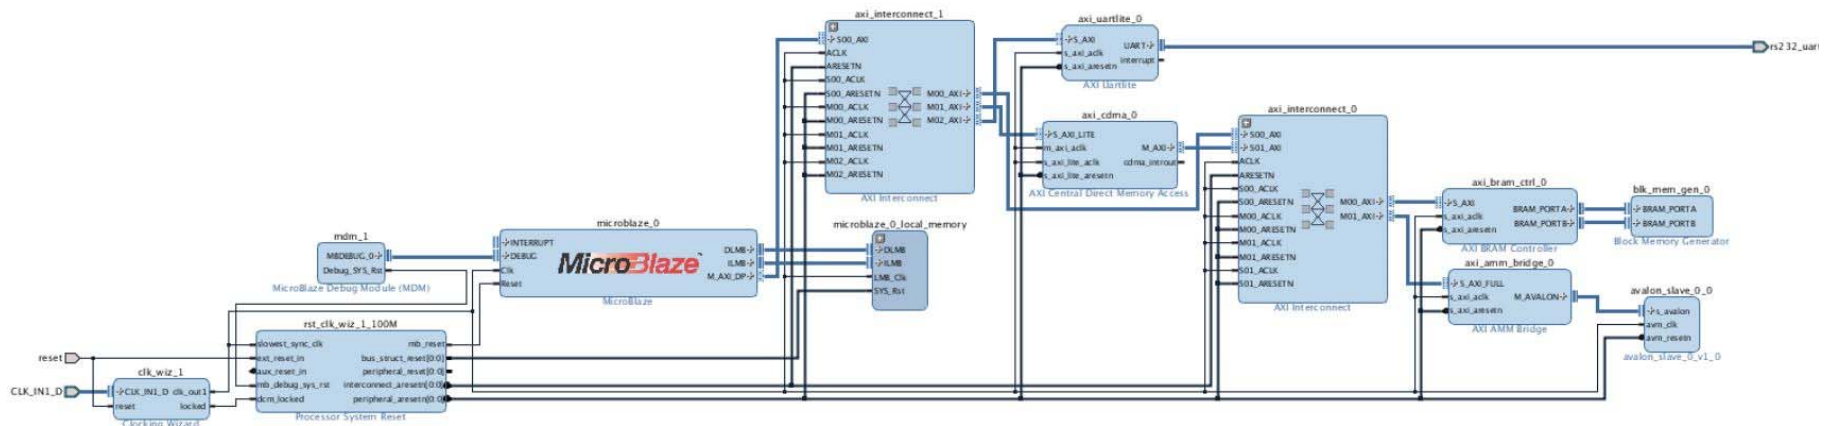 axi_interconnect_1
S00_AXI
ACLK
ARESETN
S00_ACLK
S00_ARESETN
M00_ACLK
M00_ARESETN
M01_ACLK
M01_ARESETN
M02_ACLK
M02_ARESETN
M00_AXI
M01_AXI
M02_AXI
AXI Interconnect
axi_uartlite_0
S_AXI
s_axi_aclk
s_axi_aresetn
UART
interrupt
AXI Uartlite
rs232_uar
axi_cdma_0
S_AXI_LITE
m_axi_aclk
s_axi_lite_aclk
s_axi_lite_aresetn
M_AXI
cdma_introut
AXI Central Direct Memory Access
axi_interconnect_0
S00_AXI
S01_AXI
ACLK
ARESETN
S00_ACLK
S00_ARESETN
M00_ACLK
M00_ARESETN
M01_ACLK
M01_ARESETN
S01_ACLK
S01_ARESETN
M00_AXI
M01_AXI
AXI Interconnect
axi_bram_ctrl_0
S_AXI
s_axi_aclk
s_axi_aresetn
BRAM_PORTA
BRAM_PORTB
AXI BRAM Controller
blk_mem_gen_0
BRAM_PORTA
BRAM_PORTB
Block Memory Generator
axi_amm_bridge_0
S_AXI_FULL
s_axi_aclk
s_axi_aresetn
M_AVALON
AXI AMM Bridge
avalon_slave_0_0
s_avalon
avm_clk
avm_resetn
avalon_slave_0_v1_0
microblaze_0_local_memory
DLMB
ILMB
LMB_Clk
SYS_Rst
microblaze_0
INTERRUPT
DEBUG
Clk
Reset
MicroBlaze
DLMB
ILMB
M_AXI_DP
MicroBlaze
mdm_1
MBDEBUG_0
Debug_SYS_Rst
MicroBlaze Debug Module (MDM)
rst_clk_wiz_1_100M
slowest_sync_clk
ext_reset_in
aux_reset_in
mb_debug_sys_rst
dcm_locked
mb_reset
bus_struct_reset[0:0]
peripheral_reset[0:0]
interconnect_aresetn[0:0]
peripheral_aresetn[0:0]
Processor System Reset
reset
CLK_IN1_D
clk_wiz_1
CLK_IN1_D
reset
clk_out1
locked
Clocking Wizard